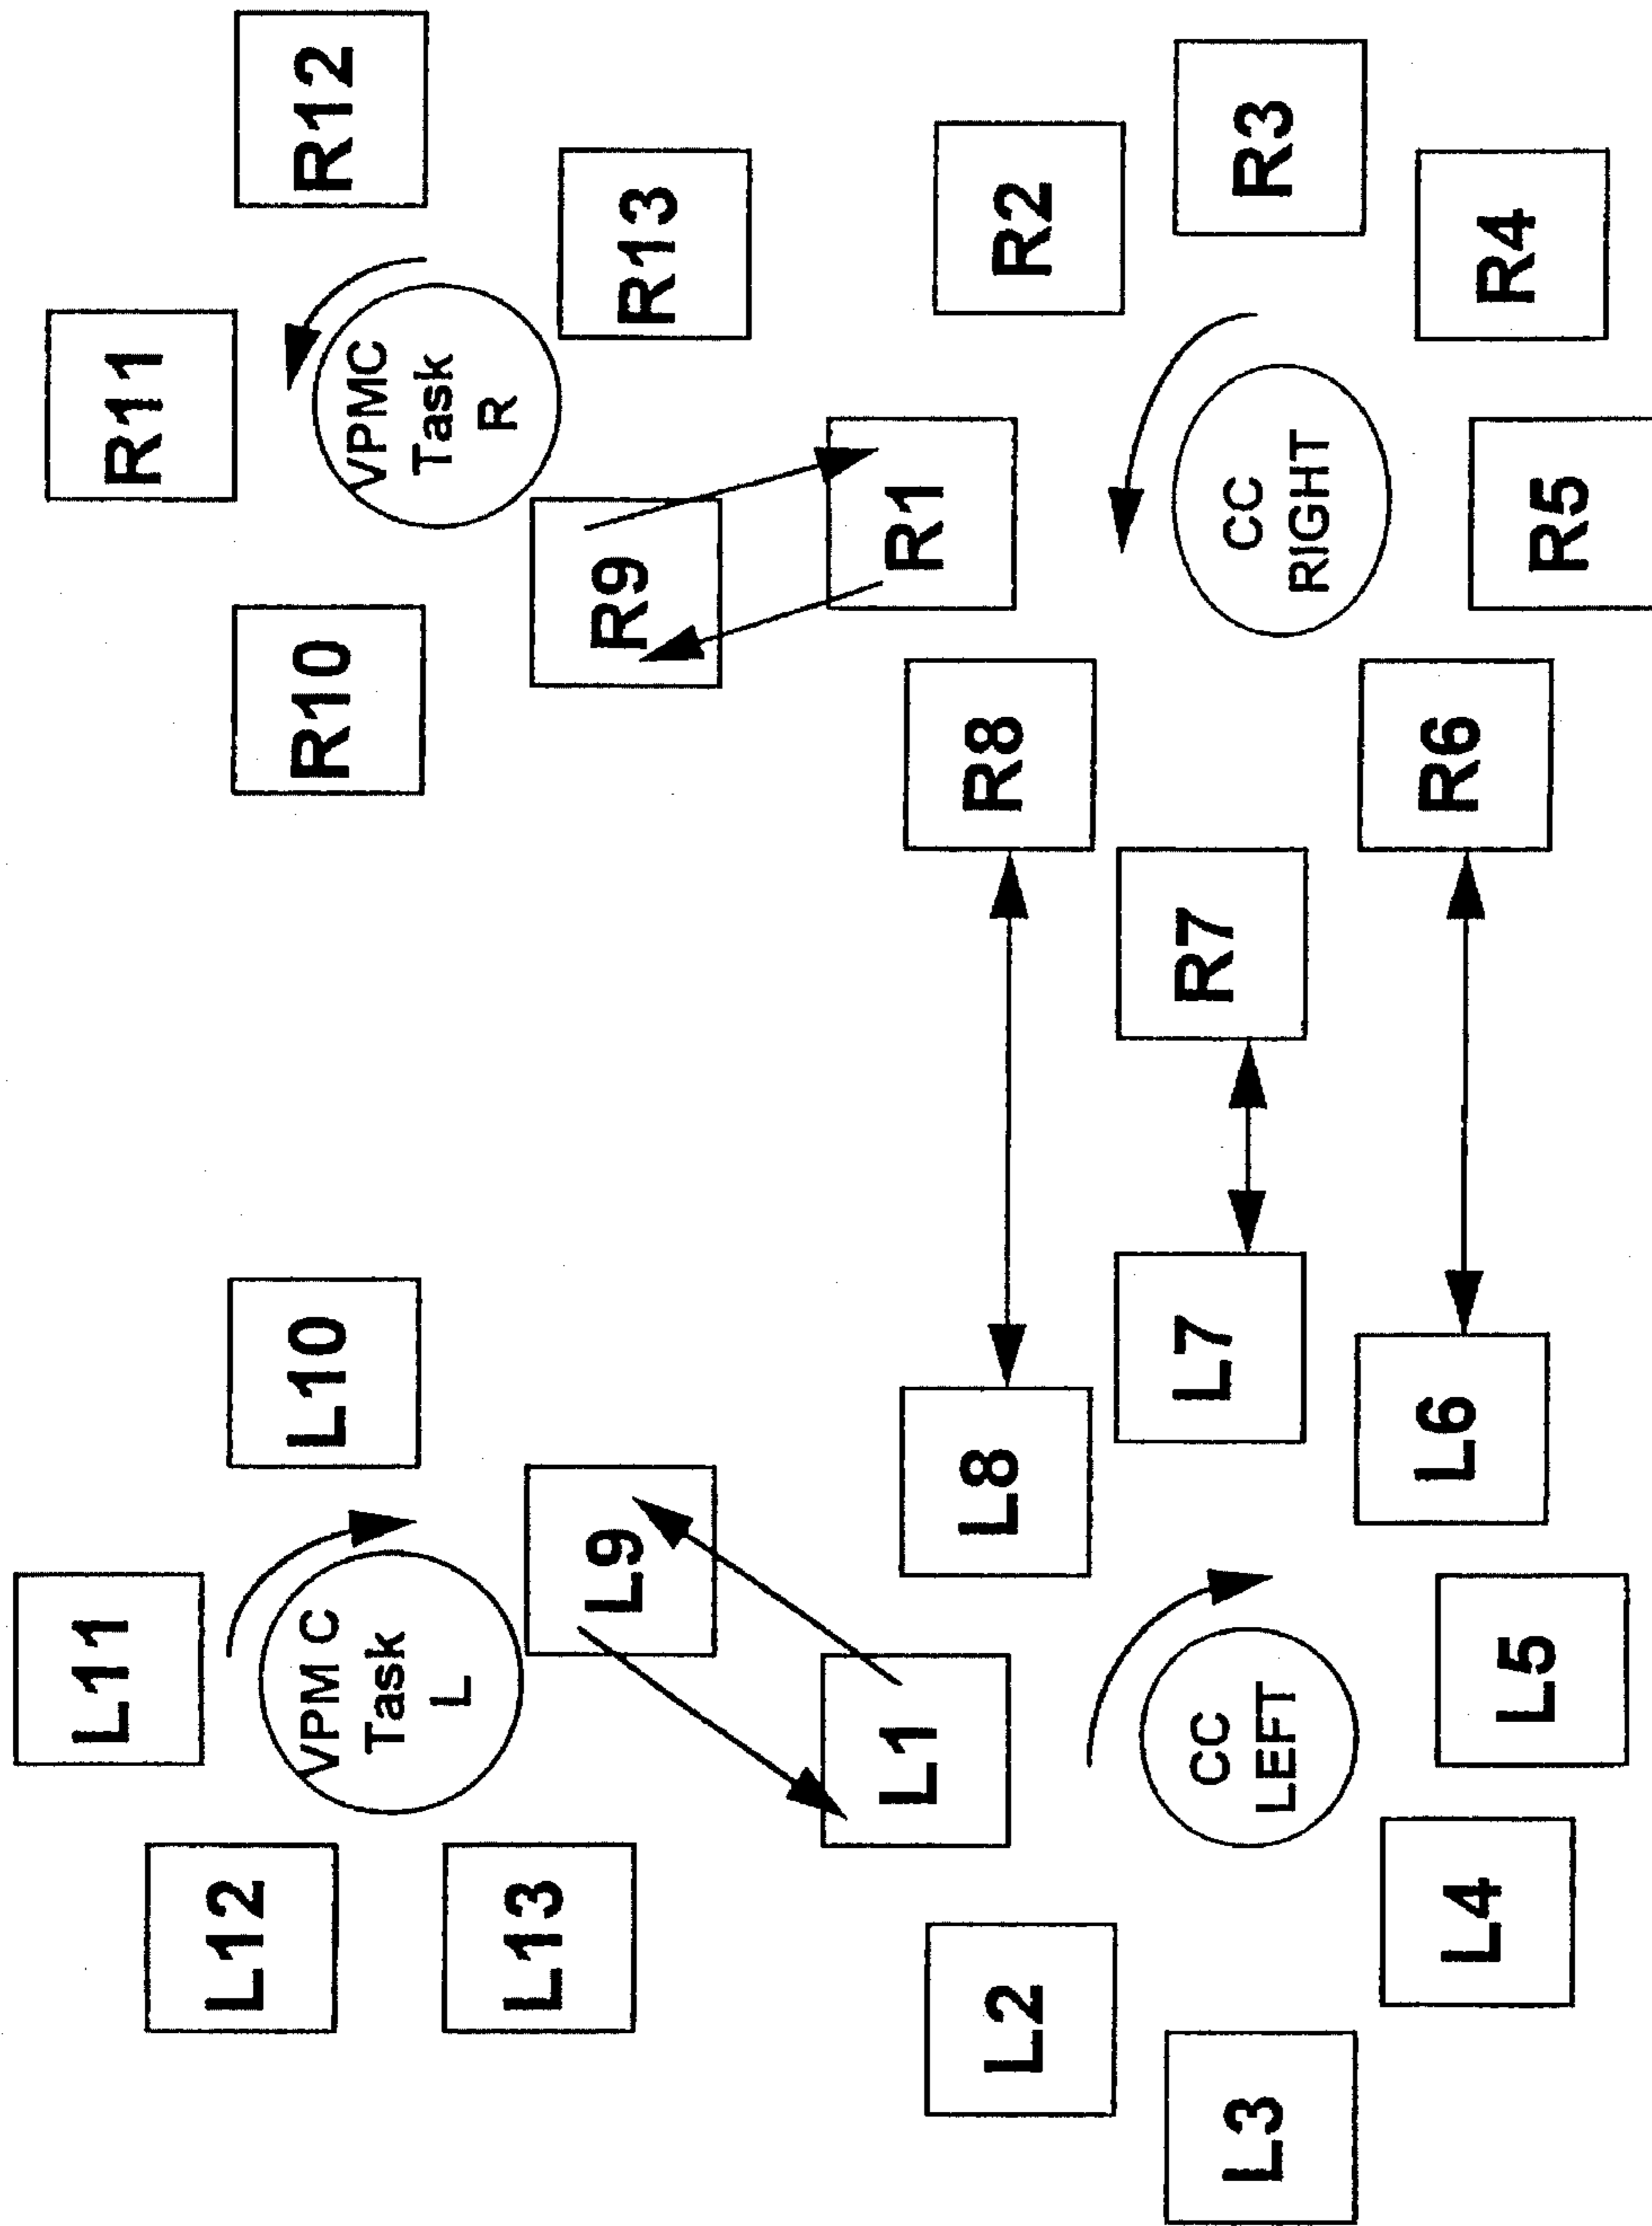 L11
L12
L10
VPM C
Task
L
L13
L9
R11
R10
R12
VPMC
Task
R
R9
R13
L1
L2
L8
L3
CC
LEFT
L7
L4
L6
L5
R1
R8
R2
R7
CC
RIGHT
R3
R6
R4
R5